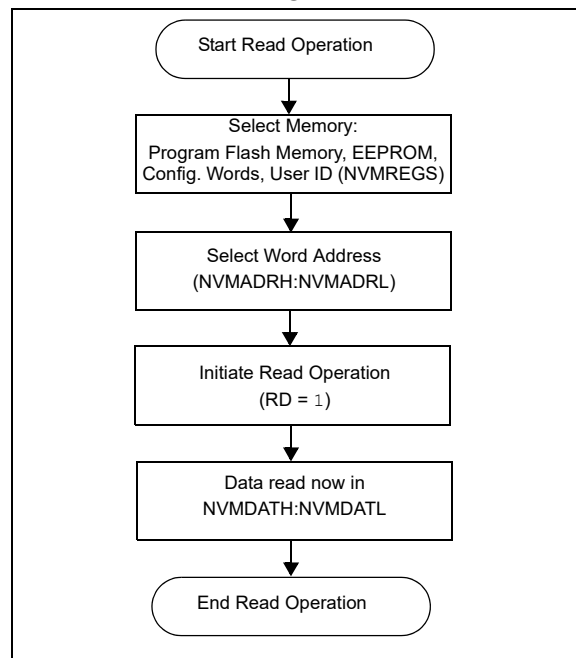 Start Read Operation
Select Memory:
Program Flash Memory, EEPROM,
Config. Words, User ID (NVMREGS)
Select Word Address
(NVMADRH:NVMADRL)
Initiate Read Operation
(RD = 1)
Data read now in
NVMDATH:NVMDATL
End Read Operation